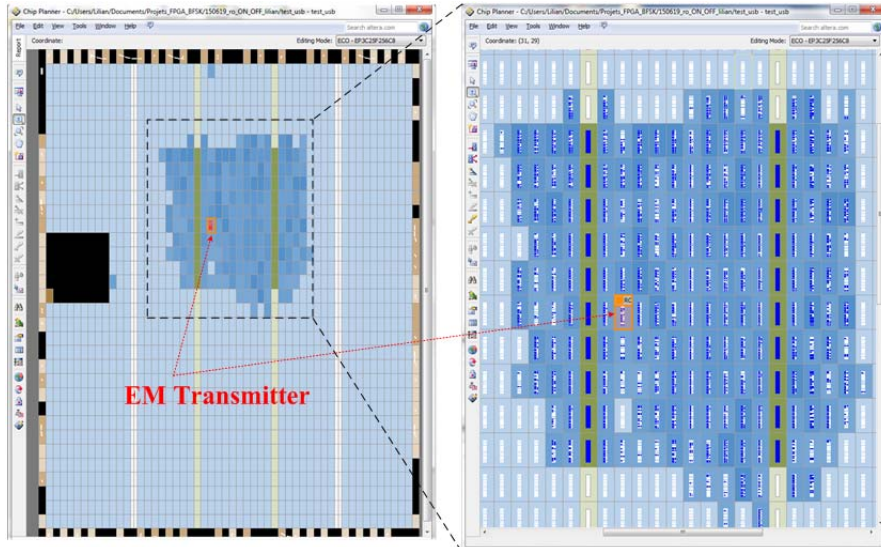 Chip Planner - C:/Users/Lilian/Documents/Projets_FPGA_BFSK/150619_ro_ON_OFF_lilian/test_usb - test_usb
File Edit View Tools Window Help
Search altera.com
Coordinate:
Editing Mode: ECO - EP3C25F256C8
Report
EM Transmitter
Chip Planner - C:/Users/Lilian/Documents/Projets_FPGA_BFSK/150619_ro_ON_OFF_lilian/test_usb - test_usb
File Edit View Tools Window Help
Search altera.com
Coordinate: (31, 29)
Editing Mode: ECO - EP3C25F256C8